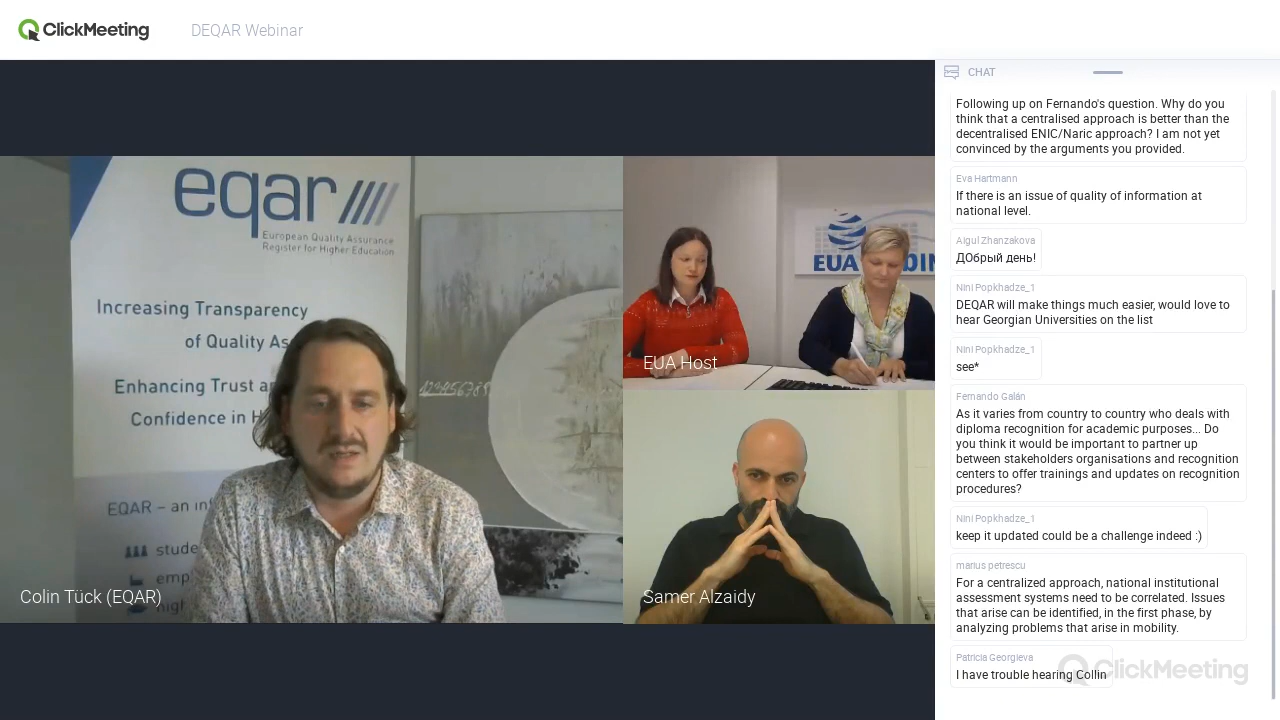 ClickMeeting
DEQAR Webinar
CHAT
Following up on Fernando's question. Why do you
think that a centralised approach is better than the
decentralised ENIC/Naric approach? I am not yet
convinced by the arguments you provided.
Eva Hartmann
If there is an issue of quality of information at
national level.
Aigul Zhanzakova
ДОбрый день!
Nini Popkhadze_1
DEQAR will make things much easier, would love to
hear Georgian Universities on the list
Nini Popkhadze_1
see*
Fernando Galán
As it varies from country to country who deals with
diploma recognition for academic purposes... Do
you think it would be important to partner up
between stakeholders organisations and recognition
centers to offer trainings and updates on recognition
procedures?
Nini Popkhadze_1
keep it updated could be a challenge indeed :)
marius petrescu
For a centralized approach, national institutional
assessment systems need to be correlated. Issues
that arise can be identified, in the first phase, by
analyzing problems that arise in mobility.
Patricia Georgieva
I have trouble hearing Collin
ClickMeeting
eqar
European Quality Assurance
Register for Higher Education
Increasing Transparency
of Quality As
Enhancing Trust an
Confidence in H
EQAR – an in
stude
emp
high
Colin Tück (EQAR)
EUA
BIN
EUA Host
Samer Alzaidy